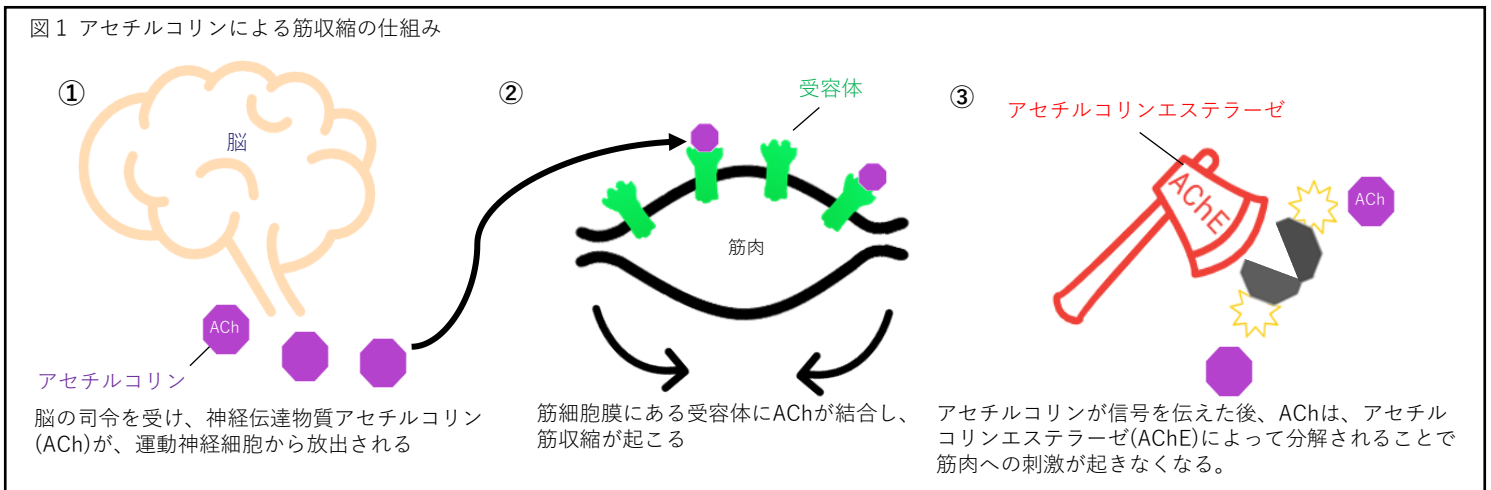 図1 アセチルコリンによる筋収縮の仕組み
①
脳
ACh
アセチルコリン
脳の司令を受け、神経伝達物質アセチルコリン
(ACh)が、運動神経細胞から放出される
②
受容体
筋肉
筋細胞膜にある受容体にAChが結合し、
筋収縮が起こる
③
アセチルコリンエステラーゼ
AChE
ACh
アセチルコリンが信号を伝えた後、AChは、アセチル
コリンエステラーゼ(AChE)によって分解されることで
筋肉への刺激が起きなくなる。